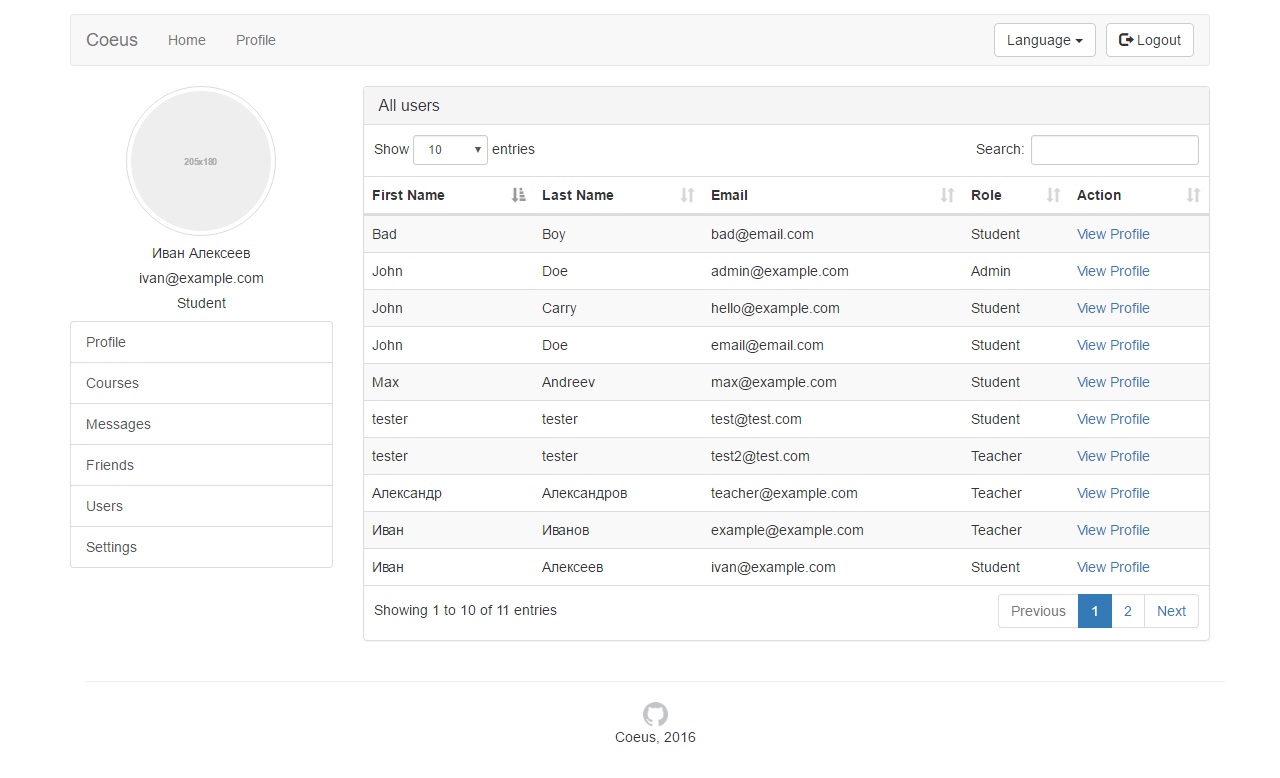 Coeus Home Profile Language Logout
205x180
Иван Алексеев
ivan@example.com
Student
Profile
Courses
Messages
Friends
Users
Settings
All users
Show 10 entries Search:
First Name Last Name Email Role Action
Bad Boy bad@email.com Student View Profile
John Doe admin@example.com Admin View Profile
John Carry hello@example.com Student View Profile
John Doe email@email.com Student View Profile
Max Andreev max@example.com Student View Profile
tester tester test@test.com Student View Profile
tester tester test2@test.com Teacher View Profile
Александр Александров teacher@example.com Teacher View Profile
Иван Иванов example@example.com Teacher View Profile
Иван Алексеев ivan@example.com Student View Profile
Showing 1 to 10 of 11 entries Previous 1 2 Next
Coeus, 2016